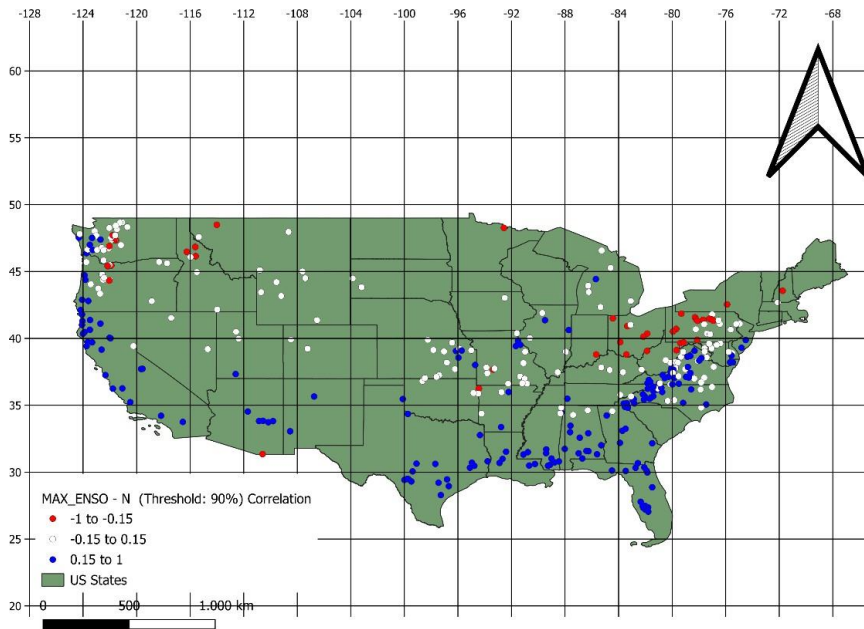 -128 -124 -120 -116 -112 -108 -104 -100 -96 -92 -88 -84 -80 -76 -72 -68
60
55
50
45
40
35
30
25
20
MAX_ENSO - N (Threshold: 90%) Correlation
-1 to -0.15
-0.15 to 0.15
0.15 to 1
US States
0 500 1.000 km